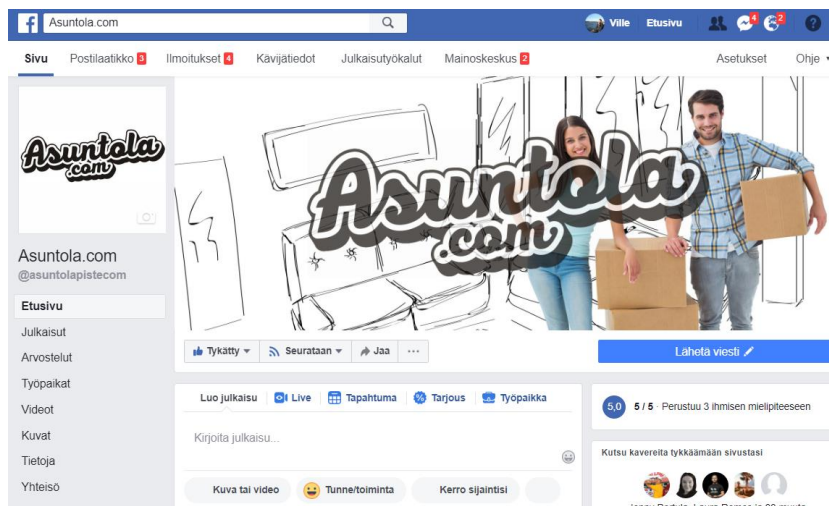 Asuntola.com
Ville Etusivu 4 2
Sivu Postilaatikko 3 Ilmoitukset 4 Kävijätiedot Julkaisutyökalut Mainoskeskus 2 Asetukset Ohje
Asuntola
.com
Asuntola
.com
Asuntola.com
@asuntolapistecom
Etusivu
Julkaisut
Arvostelut
Työpaikat
Videot
Kuvat
Tietoja
Yhteisö
Tykätty Seurataan Jaa ...
Lähetä viesti
Luo julkaisu Live Tapahtuma Tarjous Työpaikka
Kirjoita julkaisu...
Kuva tai video Tunne/toiminta Kerro sijaintisi
5,0 5 / 5 · Perustuu 3 ihmisen mielipiteeseen
Kutsu kavereita tykkäämään sivustasi